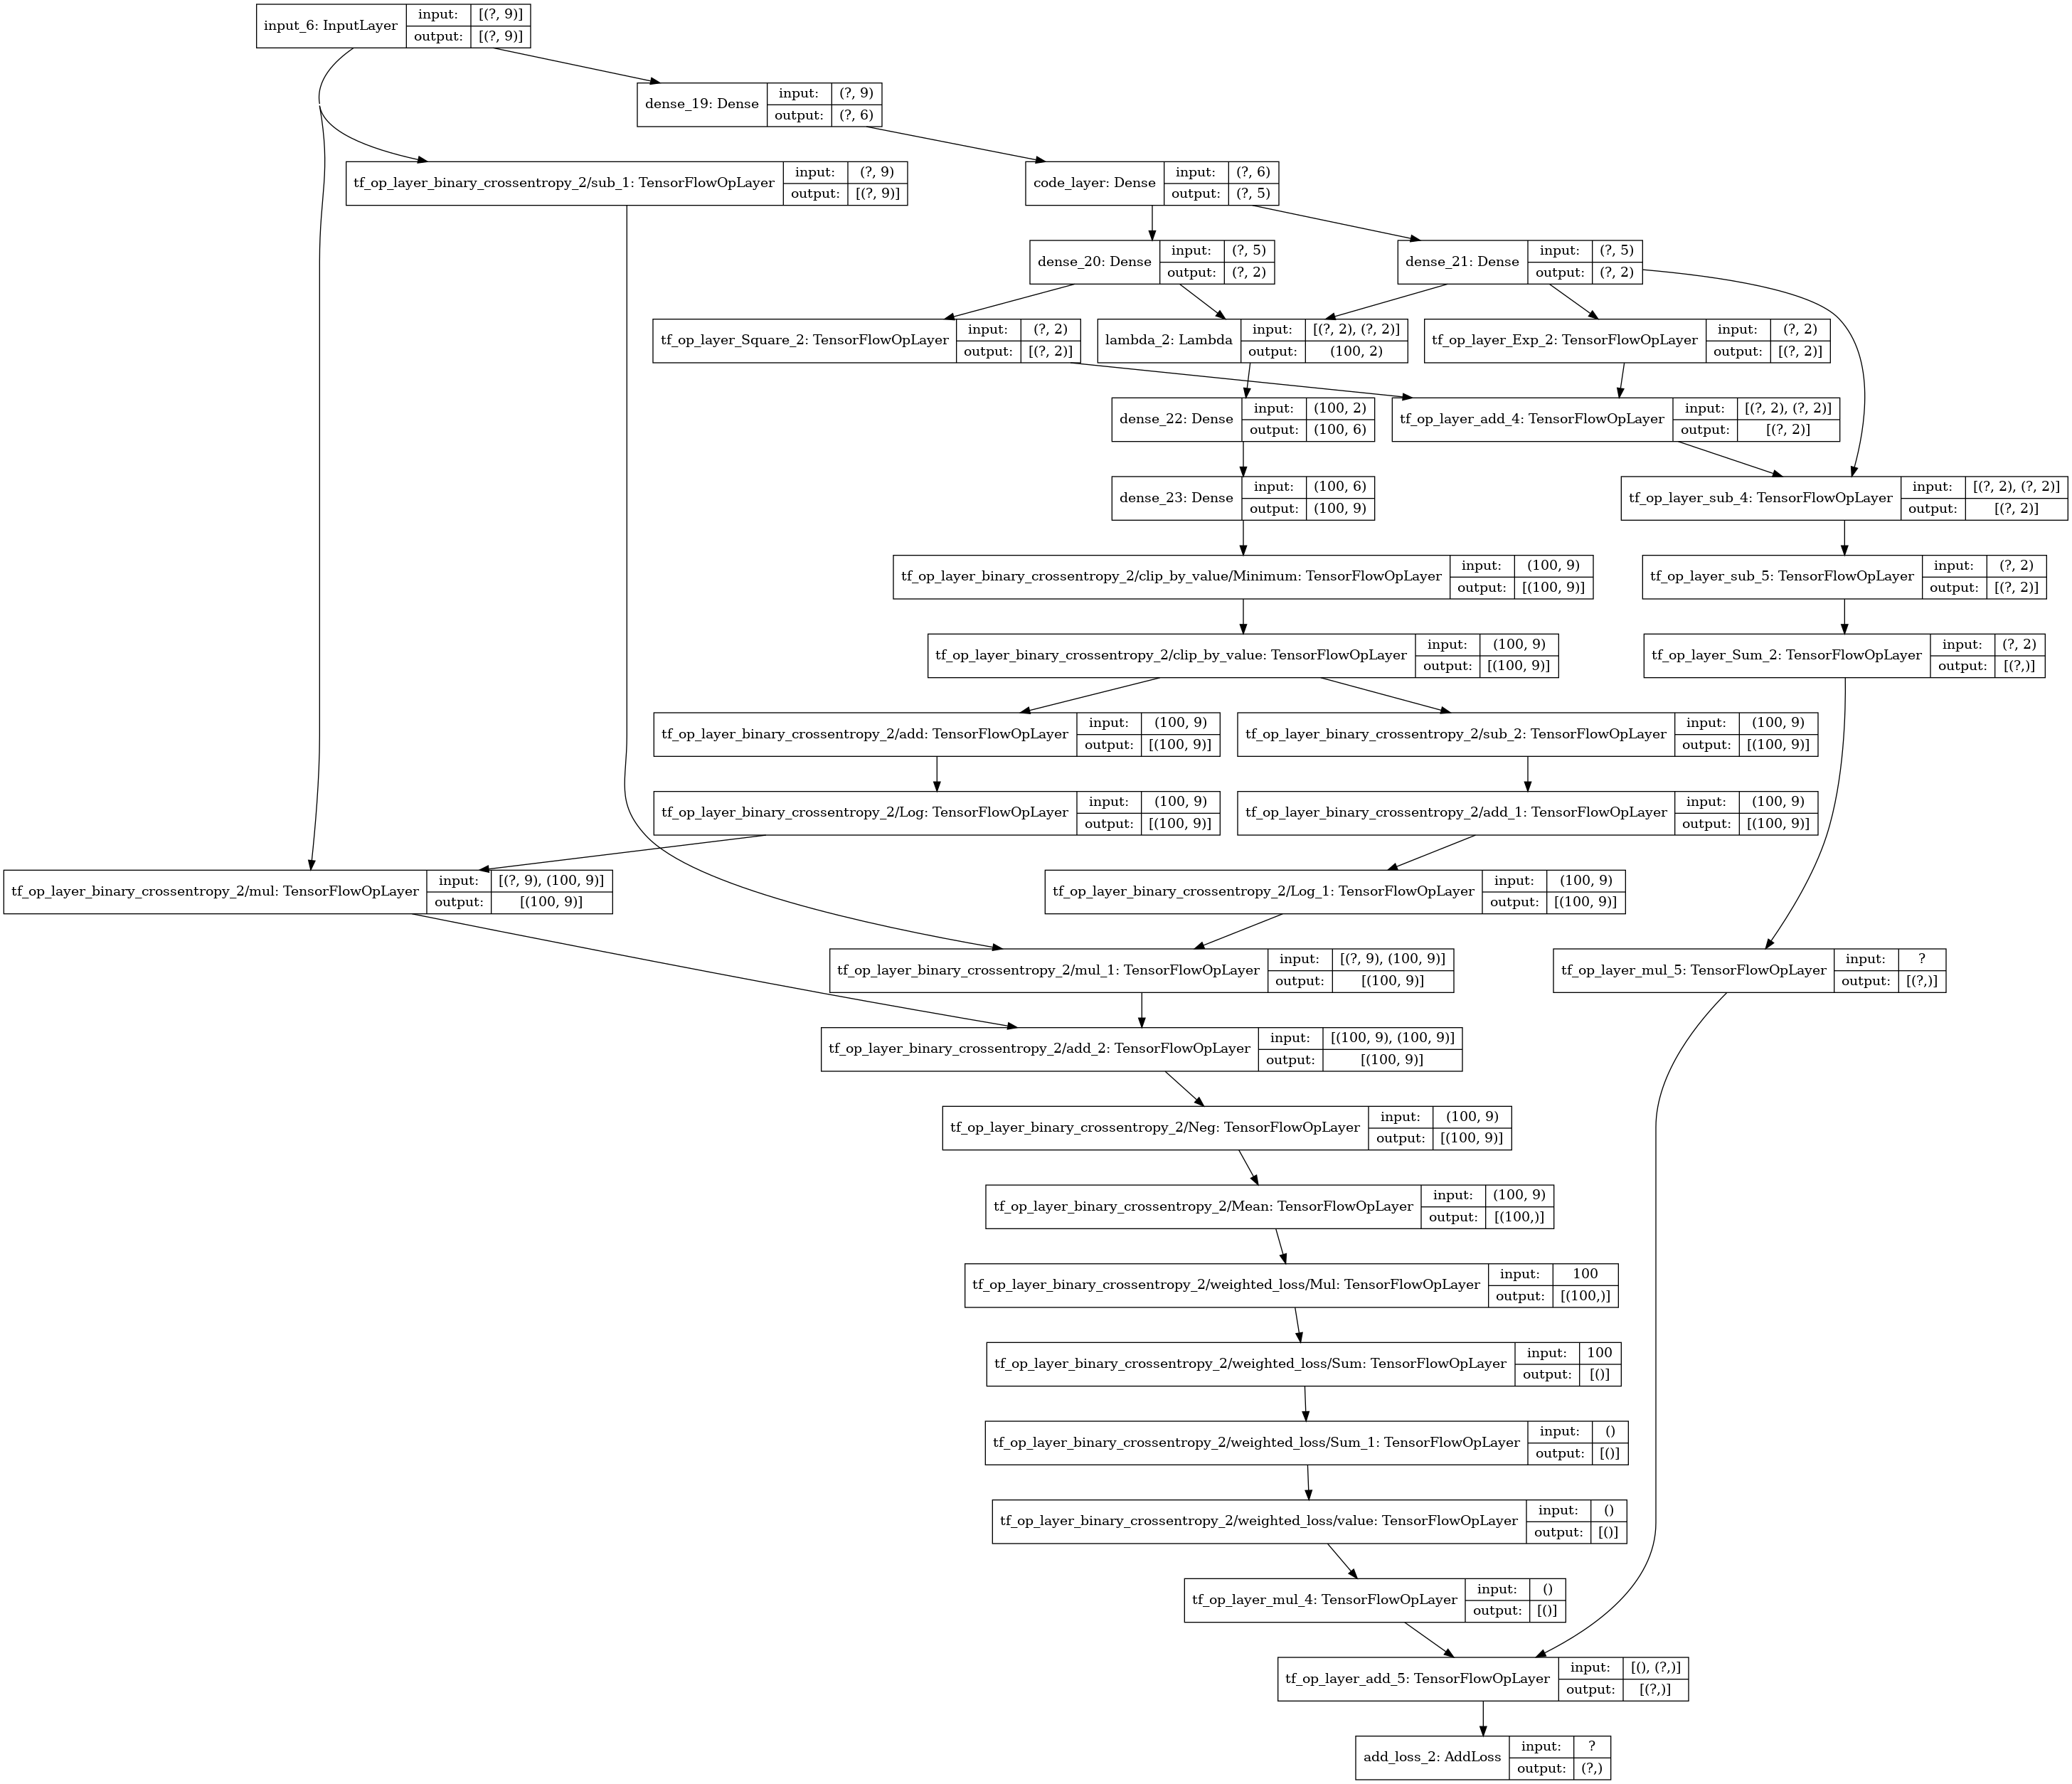 input_6: InputLayer
input: [(?, 9)]
output: [(?, 9)]
dense_19: Dense
input: (?, 9)
output: (?, 6)
tf_op_layer_binary_crossentropy_2/sub_1: TensorFlowOpLayer
input: (?, 9)
output: [(?, 9)]
code_layer: Dense
input: (?, 6)
output: (?, 5)
dense_20: Dense
input: (?, 5)
output: (?, 2)
dense_21: Dense
input: (?, 5)
output: (?, 2)
tf_op_layer_Square_2: TensorFlowOpLayer
input: (?, 2)
output: [(?, 2)]
lambda_2: Lambda
input: [(?, 2), (?, 2)]
output: (100, 2)
tf_op_layer_Exp_2: TensorFlowOpLayer
input: (?, 2)
output: [(?, 2)]
dense_22: Dense
input: (100, 2)
output: (100, 6)
tf_op_layer_add_4: TensorFlowOpLayer
input: [(?, 2), (?, 2)]
output: [(?, 2)]
dense_23: Dense
input: (100, 6)
output: (100, 9)
tf_op_layer_sub_4: TensorFlowOpLayer
input: [(?, 2), (?, 2)]
output: [(?, 2)]
tf_op_layer_binary_crossentropy_2/clip_by_value/Minimum: TensorFlowOpLayer
input: (100, 9)
output: [(100, 9)]
tf_op_layer_sub_5: TensorFlowOpLayer
input: (?, 2)
output: [(?, 2)]
tf_op_layer_binary_crossentropy_2/clip_by_value: TensorFlowOpLayer
input: (100, 9)
output: [(100, 9)]
tf_op_layer_Sum_2: TensorFlowOpLayer
input: (?, 2)
output: [(?,)]
tf_op_layer_binary_crossentropy_2/add: TensorFlowOpLayer
input: (100, 9)
output: [(100, 9)]
tf_op_layer_binary_crossentropy_2/sub_2: TensorFlowOpLayer
input: (100, 9)
output: [(100, 9)]
tf_op_layer_binary_crossentropy_2/Log: TensorFlowOpLayer
input: (100, 9)
output: [(100, 9)]
tf_op_layer_binary_crossentropy_2/add_1: TensorFlowOpLayer
input: (100, 9)
output: [(100, 9)]
tf_op_layer_binary_crossentropy_2/mul: TensorFlowOpLayer
input: [(?, 9), (100, 9)]
output: [(100, 9)]
tf_op_layer_binary_crossentropy_2/Log_1: TensorFlowOpLayer
input: (100, 9)
output: [(100, 9)]
tf_op_layer_binary_crossentropy_2/mul_1: TensorFlowOpLayer
input: [(?, 9), (100, 9)]
output: [(100, 9)]
tf_op_layer_mul_5: TensorFlowOpLayer
input: ?
output: [(?,)]
tf_op_layer_binary_crossentropy_2/add_2: TensorFlowOpLayer
input: [(100, 9), (100, 9)]
output: [(100, 9)]
tf_op_layer_binary_crossentropy_2/Neg: TensorFlowOpLayer
input: (100, 9)
output: [(100, 9)]
tf_op_layer_binary_crossentropy_2/Mean: TensorFlowOpLayer
input: (100, 9)
output: [(100,)]
tf_op_layer_binary_crossentropy_2/weighted_loss/Mul: TensorFlowOpLayer
input: 100
output: [(100,)]
tf_op_layer_binary_crossentropy_2/weighted_loss/Sum: TensorFlowOpLayer
input: 100
output: [()]
tf_op_layer_binary_crossentropy_2/weighted_loss/Sum_1: TensorFlowOpLayer
input: ()
output: [()]
tf_op_layer_binary_crossentropy_2/weighted_loss/value: TensorFlowOpLayer
input: ()
output: [()]
tf_op_layer_mul_4: TensorFlowOpLayer
input: ()
output: [()]
tf_op_layer_add_5: TensorFlowOpLayer
input: [(), (?,)]
output: [(?,)]
add_loss_2: AddLoss
input: ?
output: (?,)